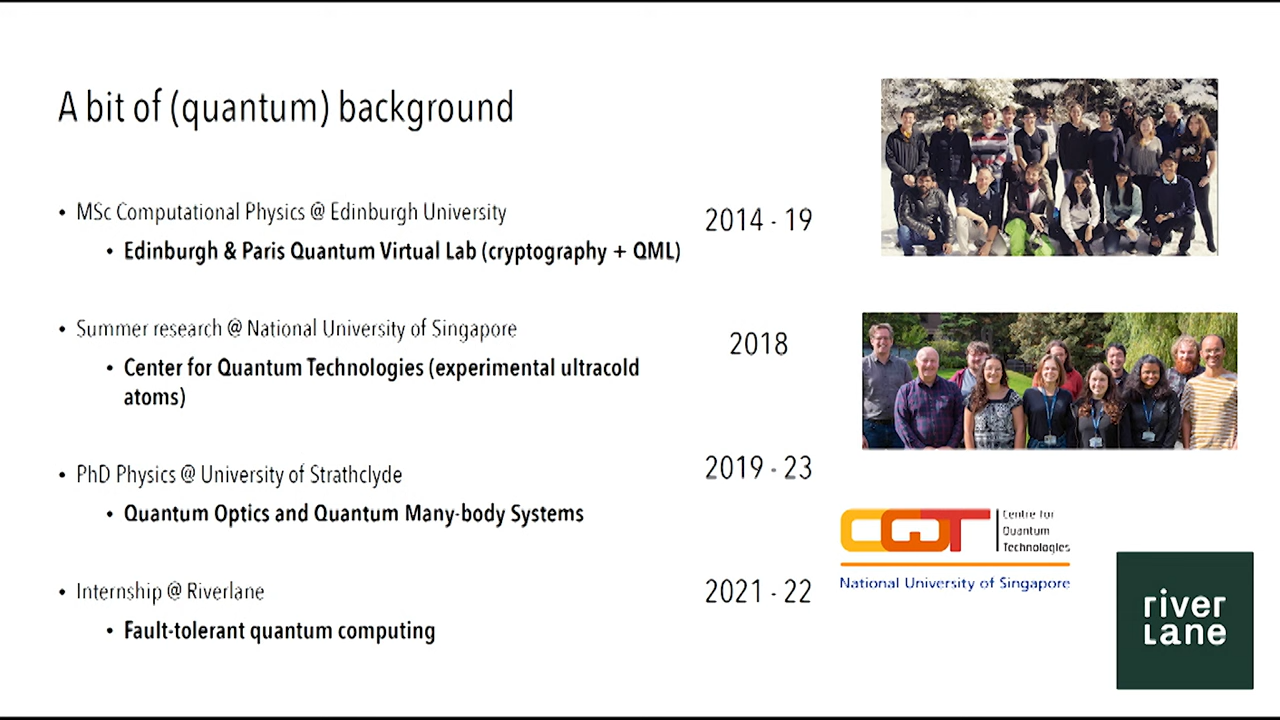 A bit of (quantum) background
• MSc Computational Physics @ Edinburgh University
2014 - 19
• Edinburgh & Paris Quantum Virtual Lab (cryptography + QML)
• Summer research @ National University of Singapore
2018
• Center for Quantum Technologies (experimental ultracold
atoms)
• PhD Physics @ University of Strathclyde
2019 - 23
• Quantum Optics and Quantum Many-body Systems
• Internship @ Riverlane
2021 - 22
• Fault-tolerant quantum computing
CQT
Centre for
Quantum
Technologies
National University of Singapore
river
lane